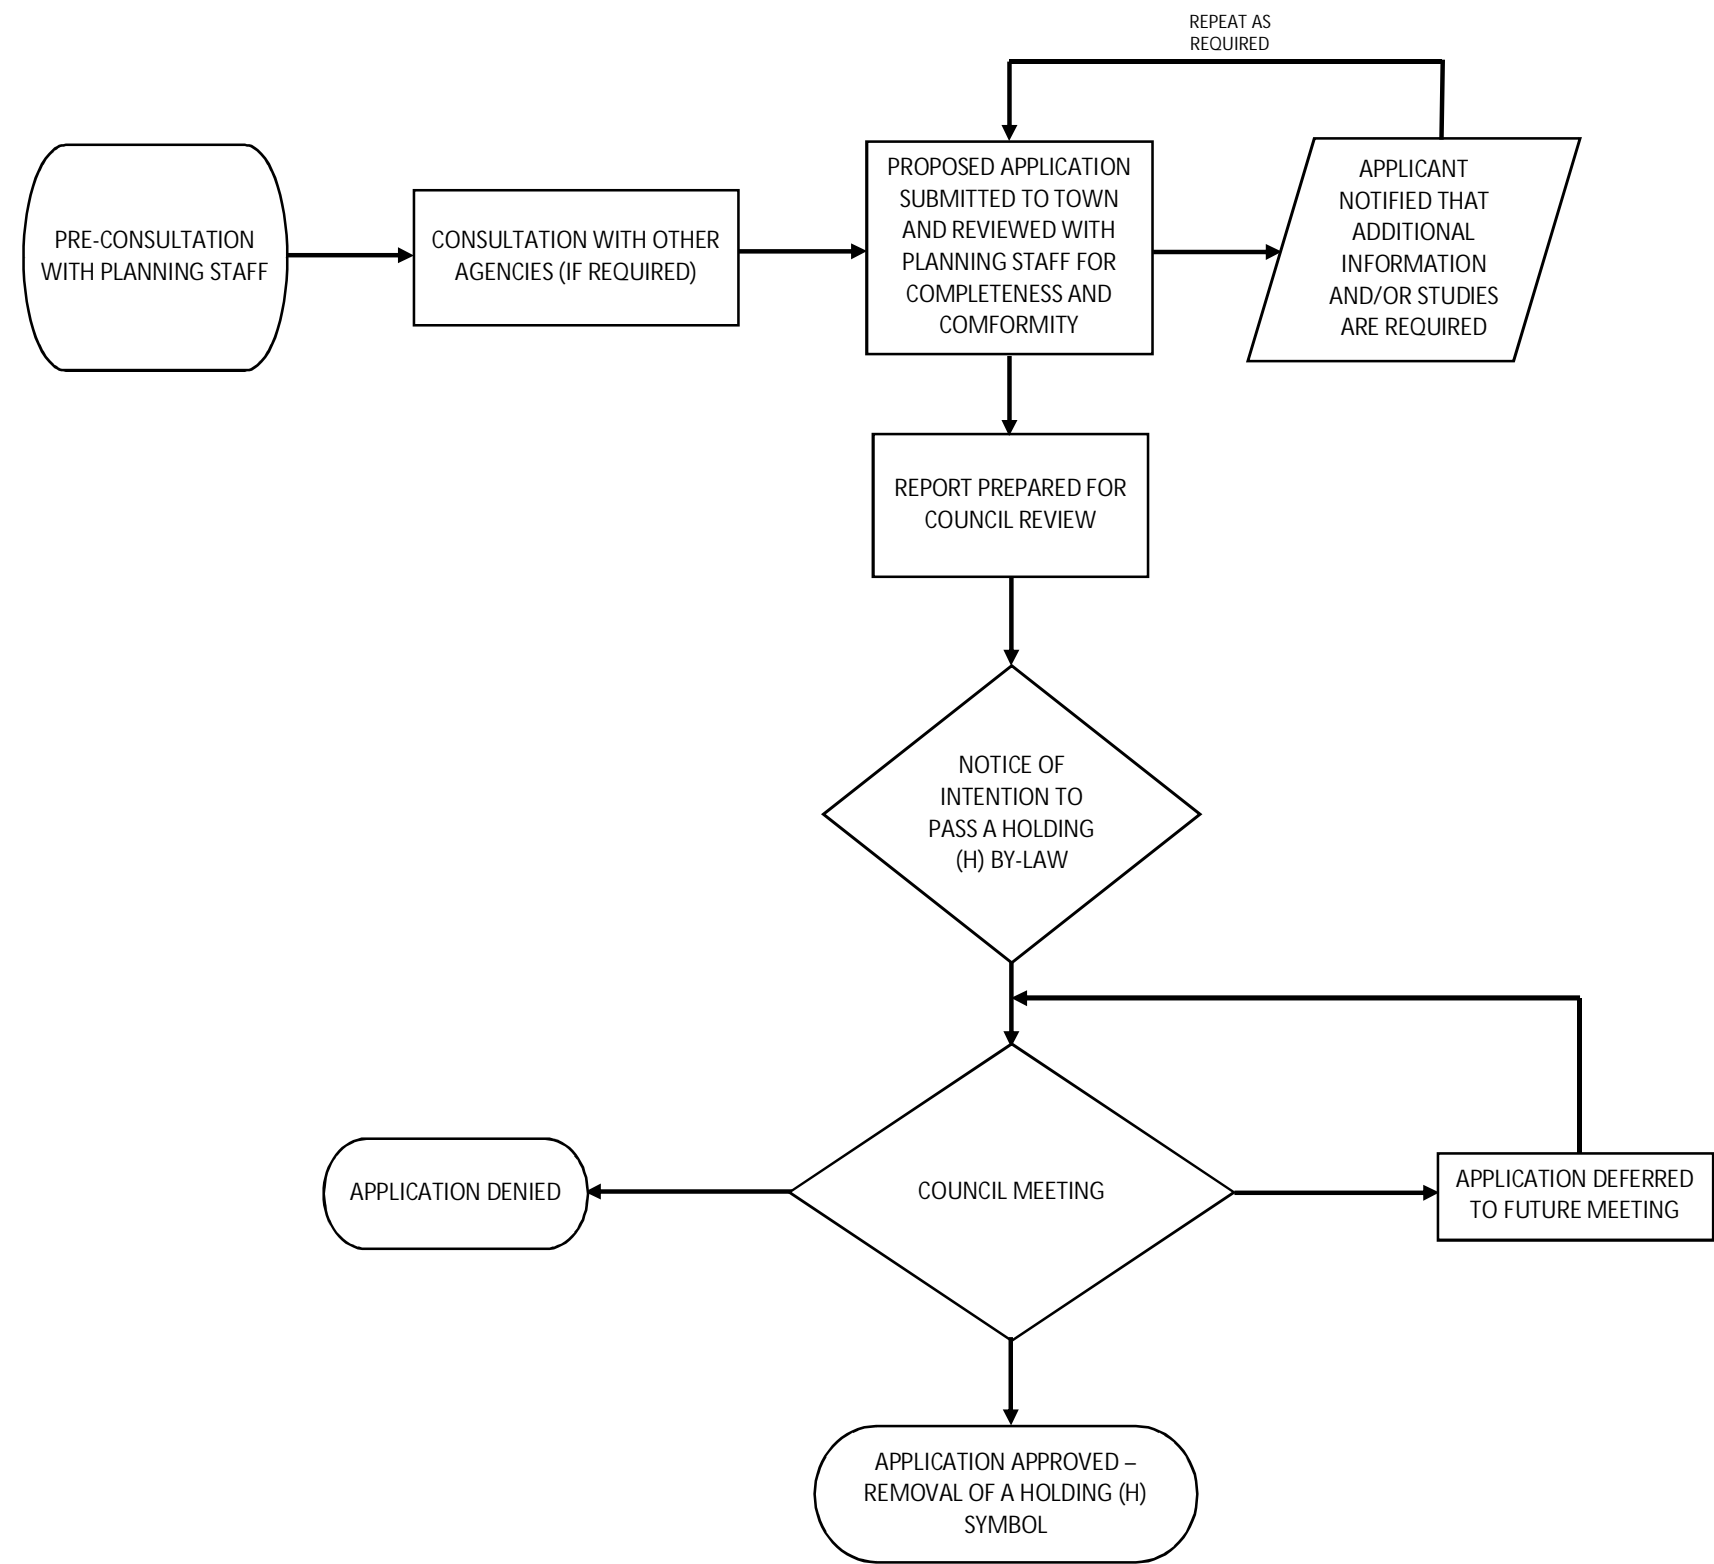 REPEAT AS
REQUIRED
PRE-CONSULTATION
WITH PLANNING STAFF
CONSULTATION WITH OTHER
AGENCIES (IF REQUIRED)
PROPOSED APPLICATION
SUBMITTED TO TOWN
AND REVIEWED WITH
PLANNING STAFF FOR
COMPLETENESS AND
COMFORMITY
APPLICANT
NOTIFIED THAT
ADDITIONAL
INFORMATION
AND/OR STUDIES
ARE REQUIRED
REPORT PREPARED FOR
COUNCIL REVIEW
NOTICE OF
INTENTION TO
PASS A HOLDING
(H) BY-LAW
APPLICATION DENIED
COUNCIL MEETING
APPLICATION DEFERRED
TO FUTURE MEETING
APPLICATION APPROVED –
REMOVAL OF A HOLDING (H)
SYMBOL